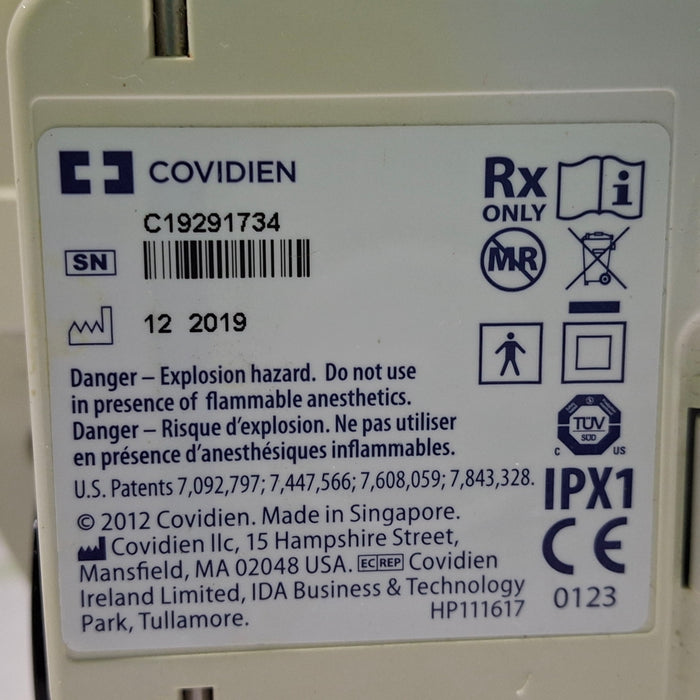 COVIDIEN
C19291734
SN
12 2019
Rx
ONLY
i
MR
Danger – Explosion hazard. Do not use
in presence of flammable anesthetics.
Danger – Risque d'explosion. Ne pas utiliser
en présence d'anesthésiques inflammables.
U.S. Patents 7,092,797; 7,447,566; 7,608,059; 7,843,328.
© 2012 Covidien. Made in Singapore.
Covidien llc, 15 Hampshire Street,
Mansfield, MA 02048 USA. EC REP Covidien
Ireland Limited, IDA Business & Technology
Park, Tullamore.
HP111617
TÜV
SÜD
C US
IPX1
CE
0123